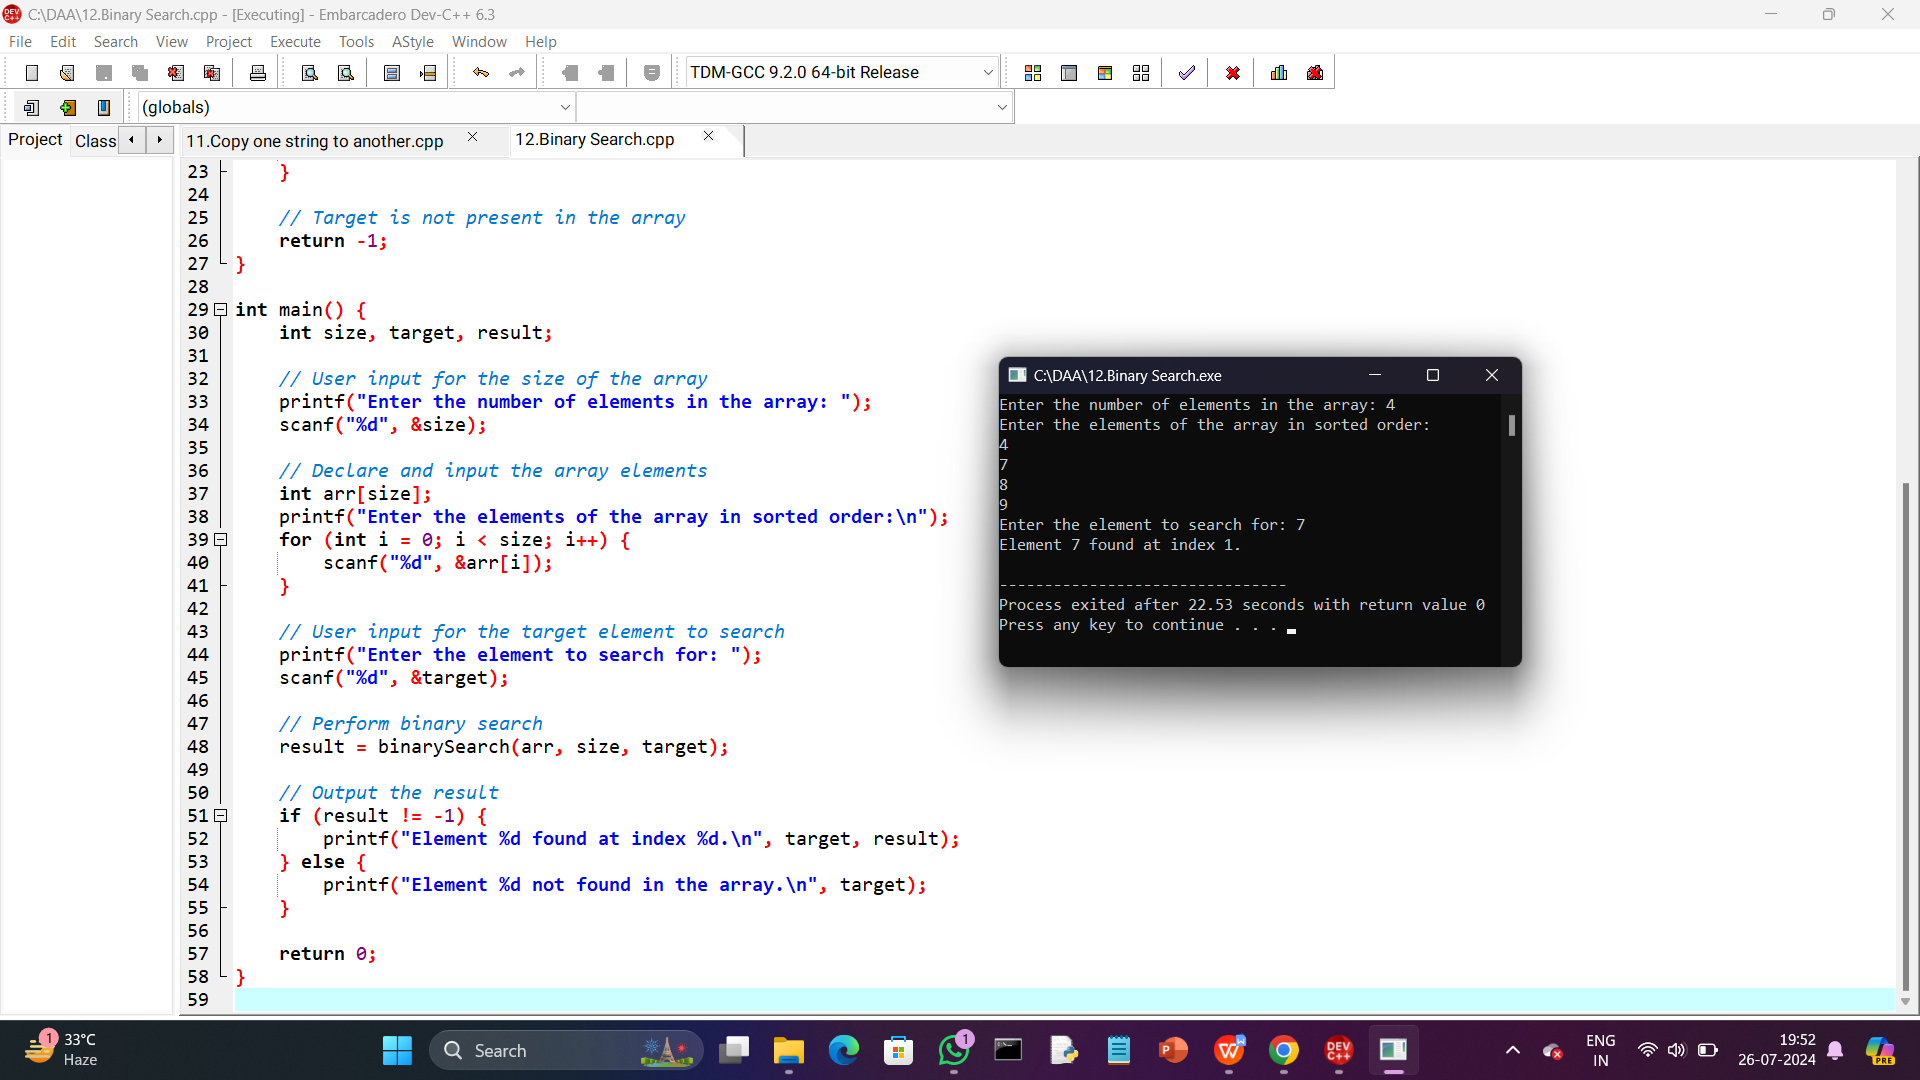 C:\DAA\12.Binary Search.cpp - [Executing] - Embarcadero Dev-C++ 6.3
File Edit Search View Project Execute Tools AStyle Window Help
TDM-GCC 9.2.0 64-bit Release
(globals)
Project Class 11.Copy one string to another.cpp 12.Binary Search.cpp
23 }
24
25 // Target is not present in the array
26 return -1;
27 }
28
29 int main() {
30 int size, target, result;
31
32 // User input for the size of the array
33 printf("Enter the number of elements in the array: ");
34 scanf("%d", &size);
35
36 // Declare and input the array elements
37 int arr[size];
38 printf("Enter the elements of the array in sorted order:\n");
39 for (int i = 0; i < size; i++) {
40 scanf("%d", &arr[i]);
41 }
42
43 // User input for the target element to search
44 printf("Enter the element to search for: ");
45 scanf("%d", &target);
46
47 // Perform binary search
48 result = binarySearch(arr, size, target);
49
50 // Output the result
51 if (result != -1) {
52 printf("Element %d found at index %d.\n", target, result);
53 } else {
54 printf("Element %d not found in the array.\n", target);
55 }
56
57 return 0;
58 }
59
C:\DAA\12.Binary Search.exe
Enter the number of elements in the array: 4
Enter the elements of the array in sorted order:
4
7
8
9
Enter the element to search for: 7
Element 7 found at index 1.
--------------------------------
Process exited after 22.53 seconds with return value 0
Press any key to continue . . .
1
33°C
Haze
Search
1
DEV
C++
ENG
IN
19:52
26-07-2024
PRE